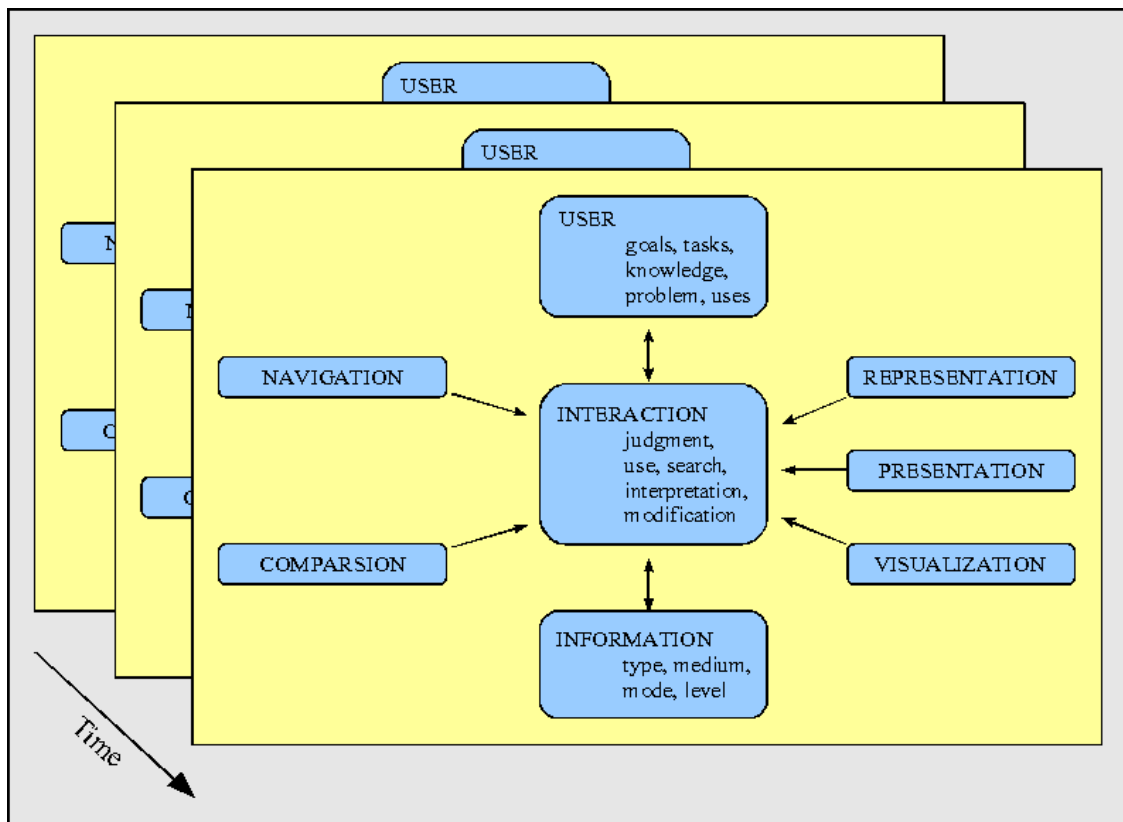 USER
USER
USER
goals, tasks,
knowledge,
problem, uses
NAVIGATION
REPRESENTATION
INTERACTION
judgment,
use, search,
interpretation,
modification
PRESENTATION
COMPARSION
VISUALIZATION
INFORMATION
type, medium,
mode, level
N
N
C
C
Time